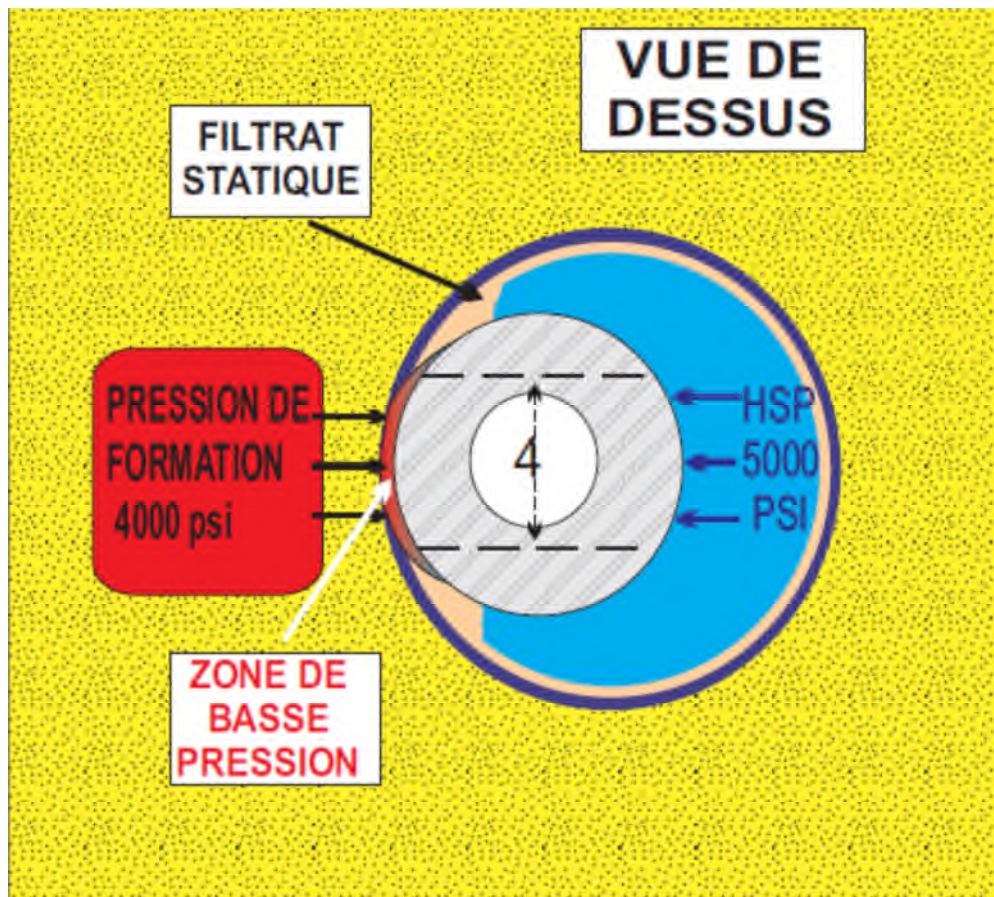 VUE DE
DESSUS
FILTRAT
STATIQUE
PRESSION DE
FORMATION
4000 psi
4
HSP
5000
PSI
ZONE DE
BASSE
PRESSION